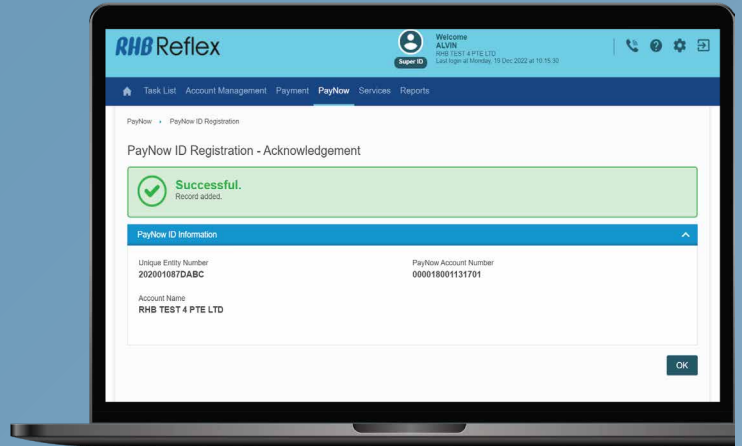 RHB Reflex
Super ID
Welcome
ALVIN
RHB TEST 4 PTE LTD
Last login at Monday, 19 Dec 2022 at 10:15:30
Task List Account Management Payment PayNow Services Reports
PayNow PayNow ID Registration
PayNow ID Registration - Acknowledgement
Successful.
Record added.
PayNow ID Information
Unique Entity Number
202001087DABC
PayNow Account Number
000018001131701
Account Name
RHB TEST 4 PTE LTD
OK